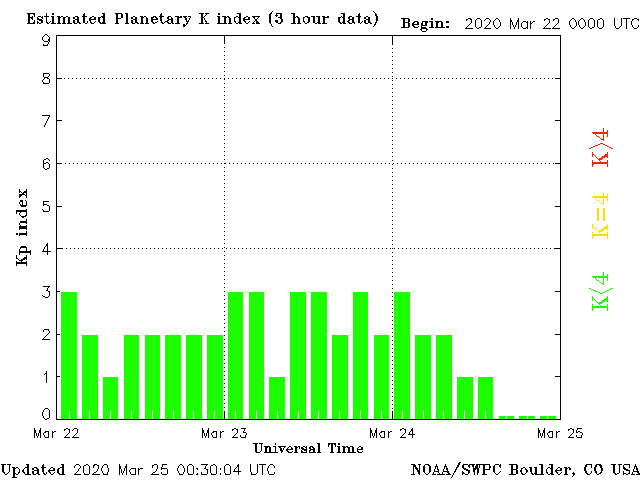 Estimated Planetary K index (3 hour data) Begin: 2020 Mar 22 0000 UTC
9
8
7
6
5
4
3
2
1
0
Kp index
K>4
K=4
K<4
Mar 22 Mar 23 Mar 24 Mar 25
Universal Time
Updated 2020 Mar 25 00:30:04 UTC NOAA/SWPC Boulder, CO USA